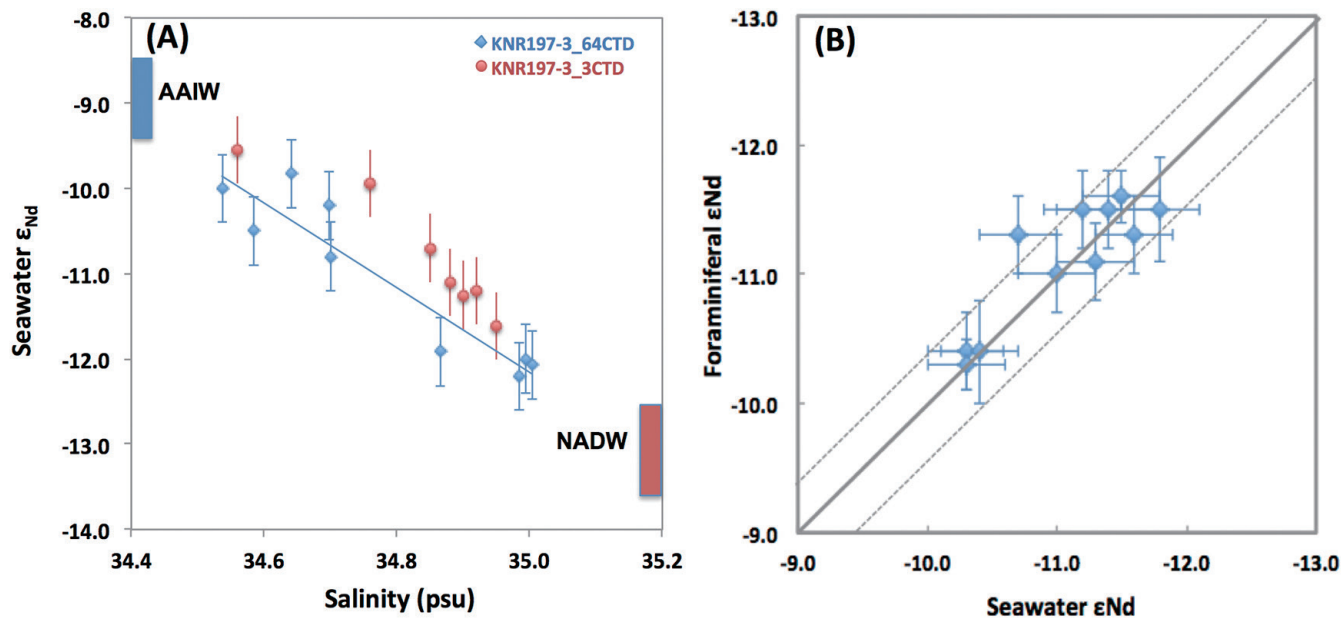 (A)
KNR197-3_64CTD
KNR197-3_3CTD
AAIW
NADW
-8.0
-9.0
-10.0
-11.0
-12.0
-13.0
-14.0
34.4 34.6 34.8 35.0 35.2
Seawater εNd
Salinity (psu)
(B)
-13.0
-12.0
-11.0
-10.0
-9.0
-9.0 -10.0 -11.0 -12.0 -13.0
Foraminiferal εNd
Seawater εNd